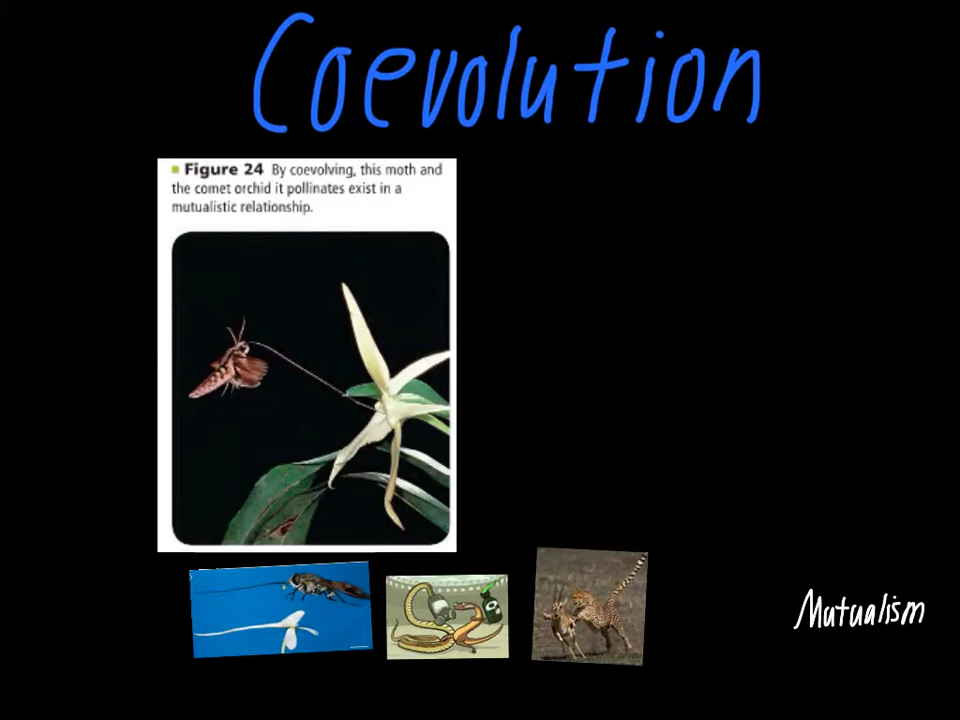 Coevolution
Figure 24 By coevolving, this moth and
the comet orchid it pollinates exist in a
mutualistic relationship.
Mutualism